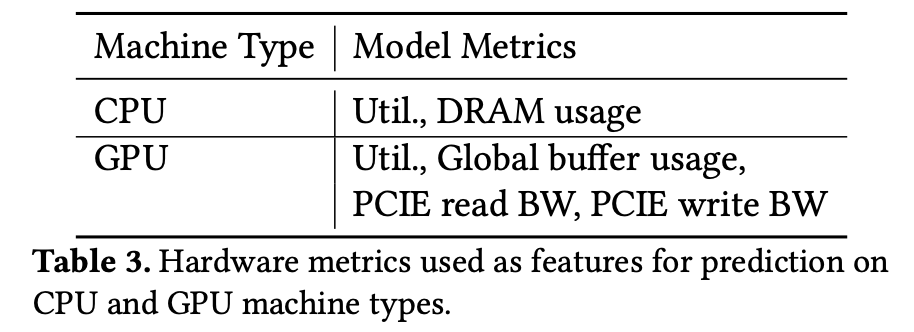 Machine Type Model Metrics
CPU Util., DRAM usage
GPU Util., Global buffer usage,
PCIE read BW, PCIE write BW
Table 3. Hardware metrics used as features for prediction on
CPU and GPU machine types.